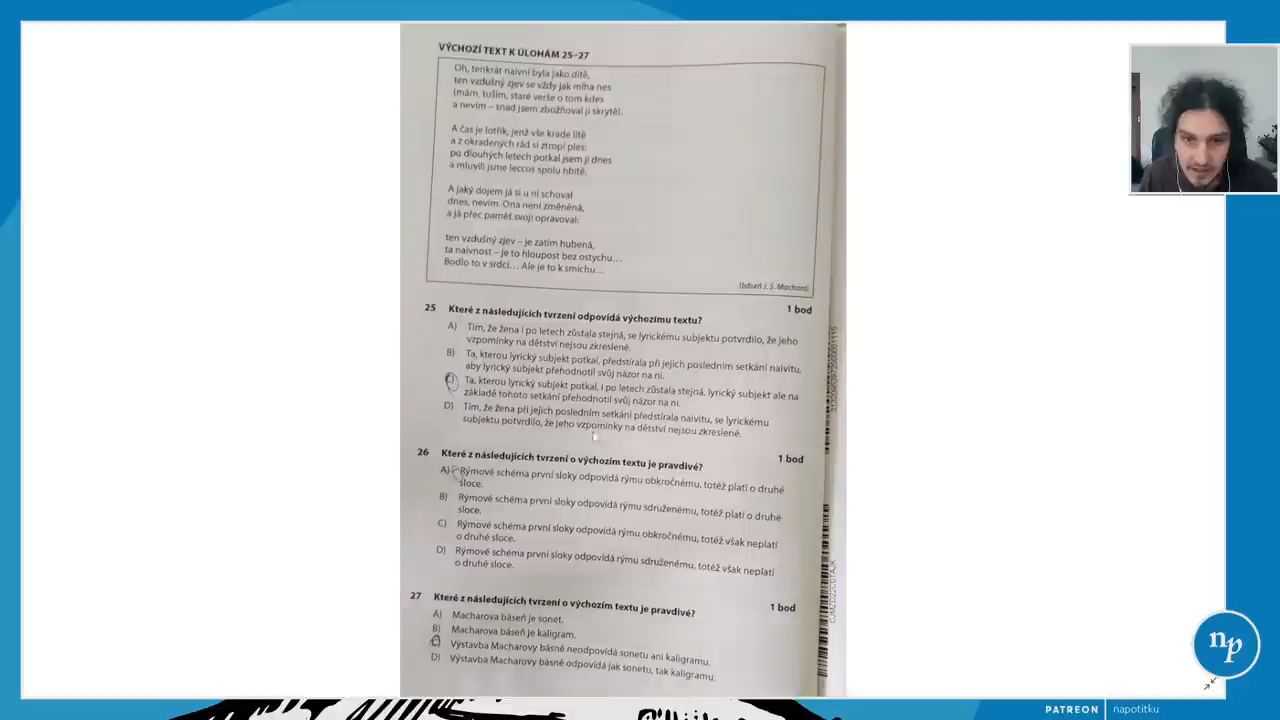 VÝCHOZÍ TEXT K ÚLOHÁM 25–27
Oh, tenkrát naivní byla jako dítě,
ten vzdušný zjev se vždy jak mlha nes
(mám, tuším, staré verše o tom kdes
a nevím – snad jsem zbožňoval ji skrytě).
A čas je lotřík, jenž vše krade lítě
a z okradených rád si ztropí ples:
po dlouhých letech potkal jsem ji dnes
a mluvili jsme leccos spolu hbitě.
A jaký dojem já si u ní schoval
dnes, nevím. Ona není změněná,
a já přec paměť svoji opravoval:
ten vzdušný zjev – je zatím hubená,
ta naivnost – je to hloupost bez ostychu…
Bodlo to v srdci… Ale je to k smíchu…
(báseň J. S. Machara)
1 bod
25 Které z následujících tvrzení odpovídá výchozímu textu?
A) Tím, že žena i po letech zůstala stejná, se lyrickému subjektu potvrdilo, že jeho
vzpomínky na dětství nejsou zkreslené.
B) Ta, kterou lyrický subjekt potkal, předstírala při jejich posledním setkání naivitu,
aby lyrický subjekt přehodnotil svůj názor na ni.
C) Ta, kterou lyrický subjekt potkal, i po letech zůstala stejná, lyrický subjekt ale na
základě tohoto setkání přehodnotil svůj názor na ni.
D) Tím, že žena při jejich posledním setkání předstírala naivitu, se lyrickému
subjektu potvrdilo, že jeho vzpomínky na dětství nejsou zkreslené.
1 bod
26 Které z následujících tvrzení o výchozím textu je pravdivé?
A) Rýmové schéma první sloky odpovídá rýmu obkročnému, totéž platí o druhé
sloce.
B) Rýmové schéma první sloky odpovídá rýmu sdruženému, totéž platí o druhé
sloce.
C) Rýmové schéma první sloky odpovídá rýmu obkročnému, totéž však neplatí
o druhé sloce.
D) Rýmové schéma první sloky odpovídá rýmu sdruženému, totéž však neplatí
o druhé sloce.
1 bod
27 Které z následujících tvrzení o výchozím textu je pravdivé?
A) Macharova báseň je sonet.
B) Macharova báseň je kaligram.
C) Výstavba Macharovy básně neodpovídá sonetu ani kaligramu.
D) Výstavba Macharovy básně odpovídá jak sonetu, tak kaligramu.
np
PATREON napotitku